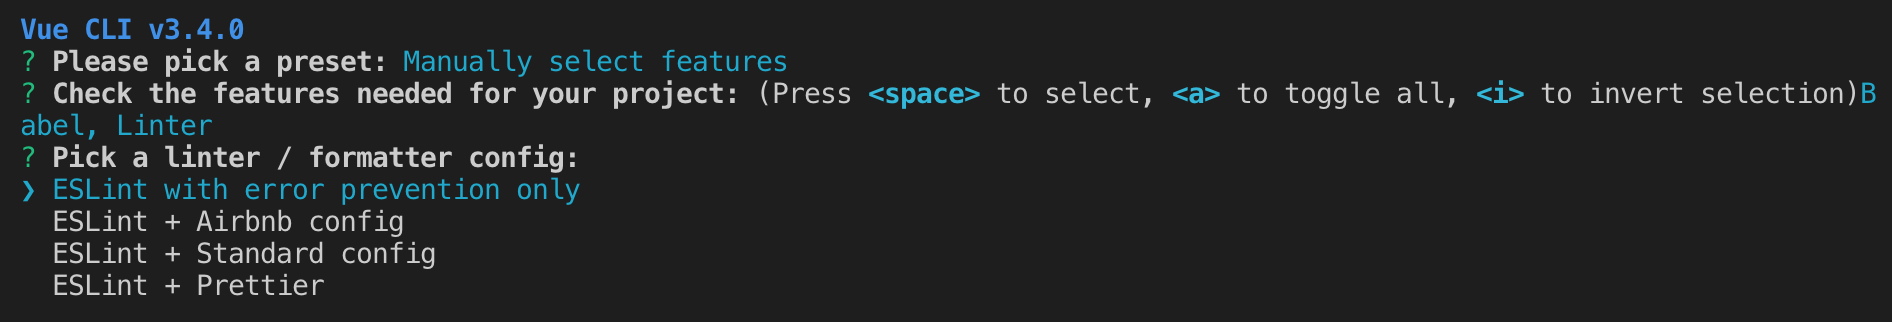 Vue CLI v3.4.0
? Please pick a preset: Manually select features
? Check the features needed for your project: (Press <space> to select, <a> to toggle all, <i> to invert selection)B
abel, Linter
? Pick a linter / formatter config:
❯ ESLint with error prevention only
  ESLint + Airbnb config
  ESLint + Standard config
  ESLint + Prettier